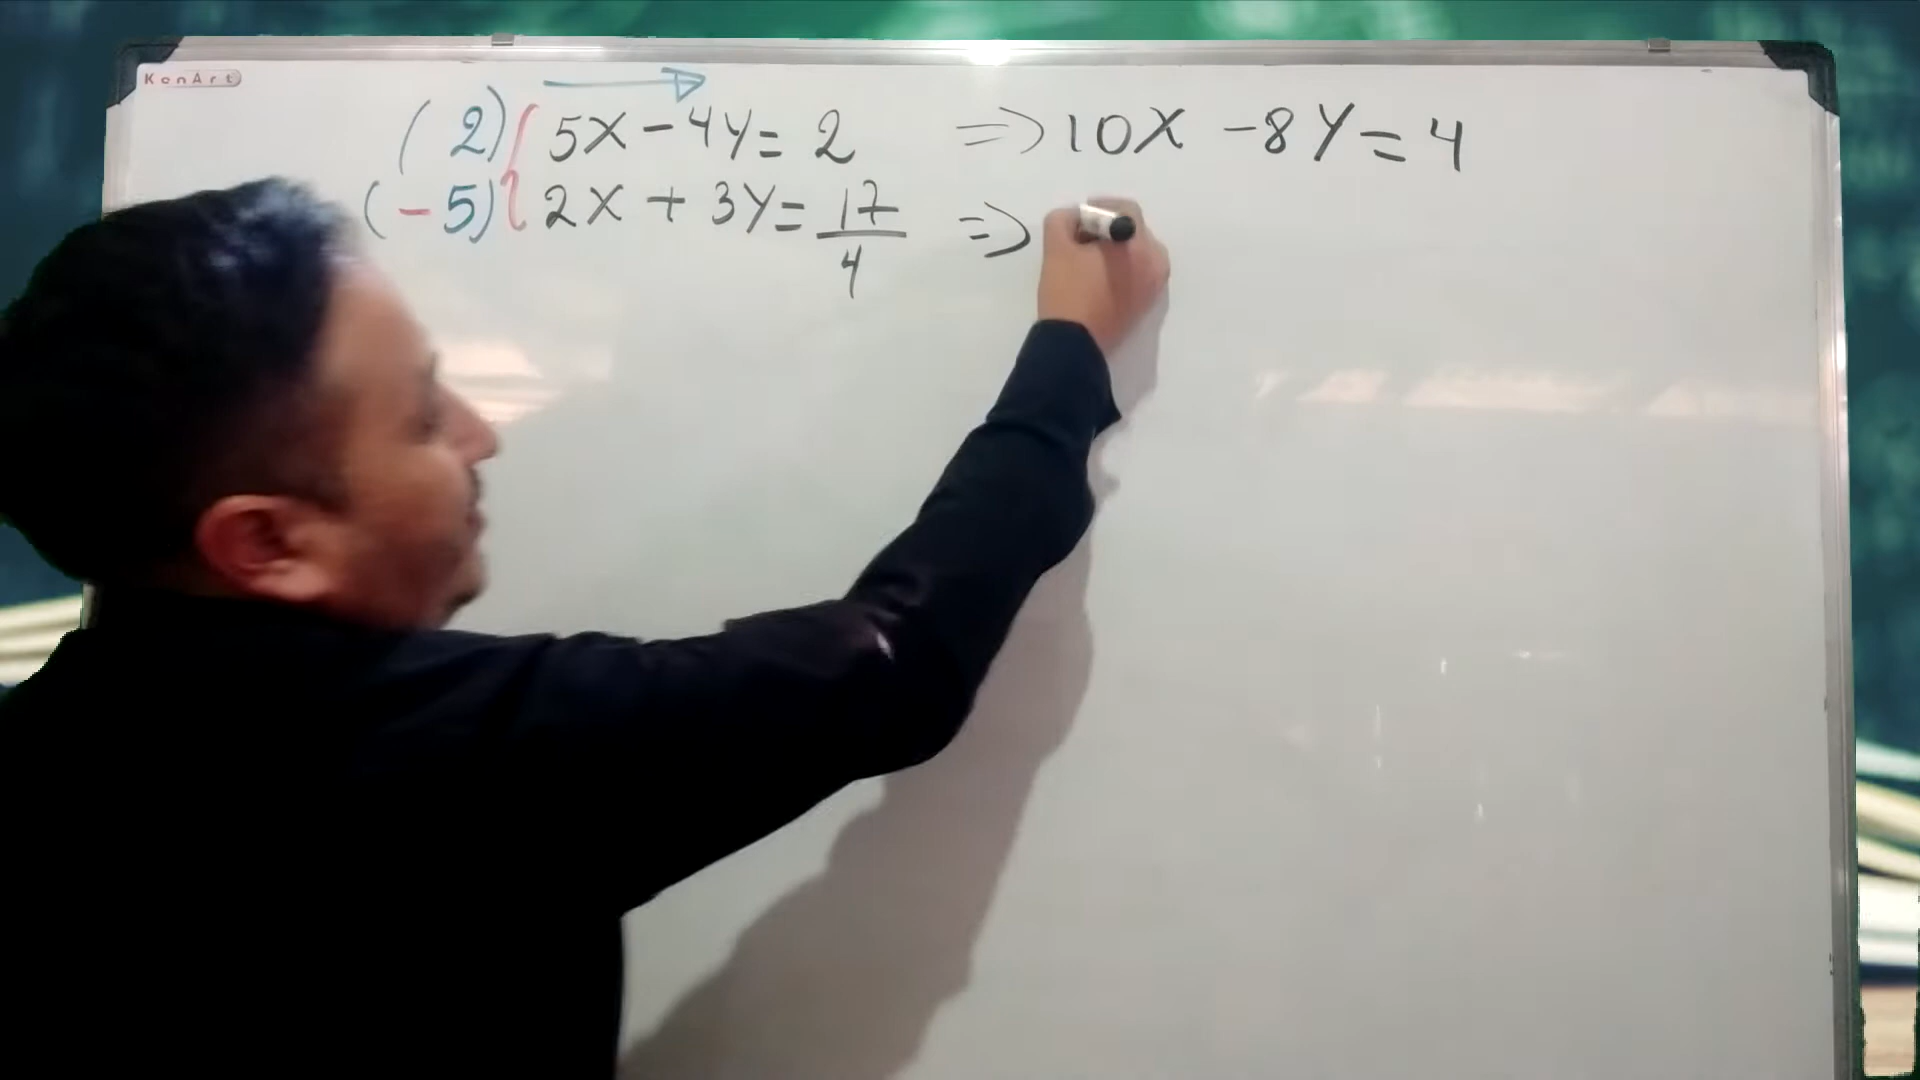 KonArt
(2) { 5X - 4Y = 2 => 10X - 8Y = 4
(-5) { 2X + 3Y = 17/4 =>